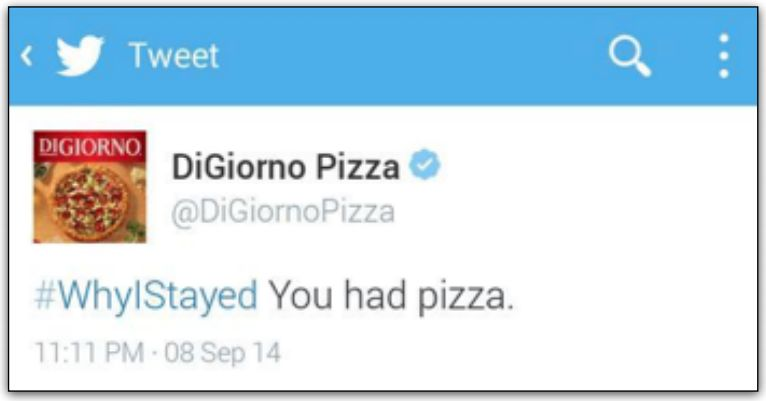 Tweet
DIGIORNO
DiGiorno Pizza
@DiGiornoPizza
#WhyIStayed You had pizza.
11:11 PM · 08 Sep 14